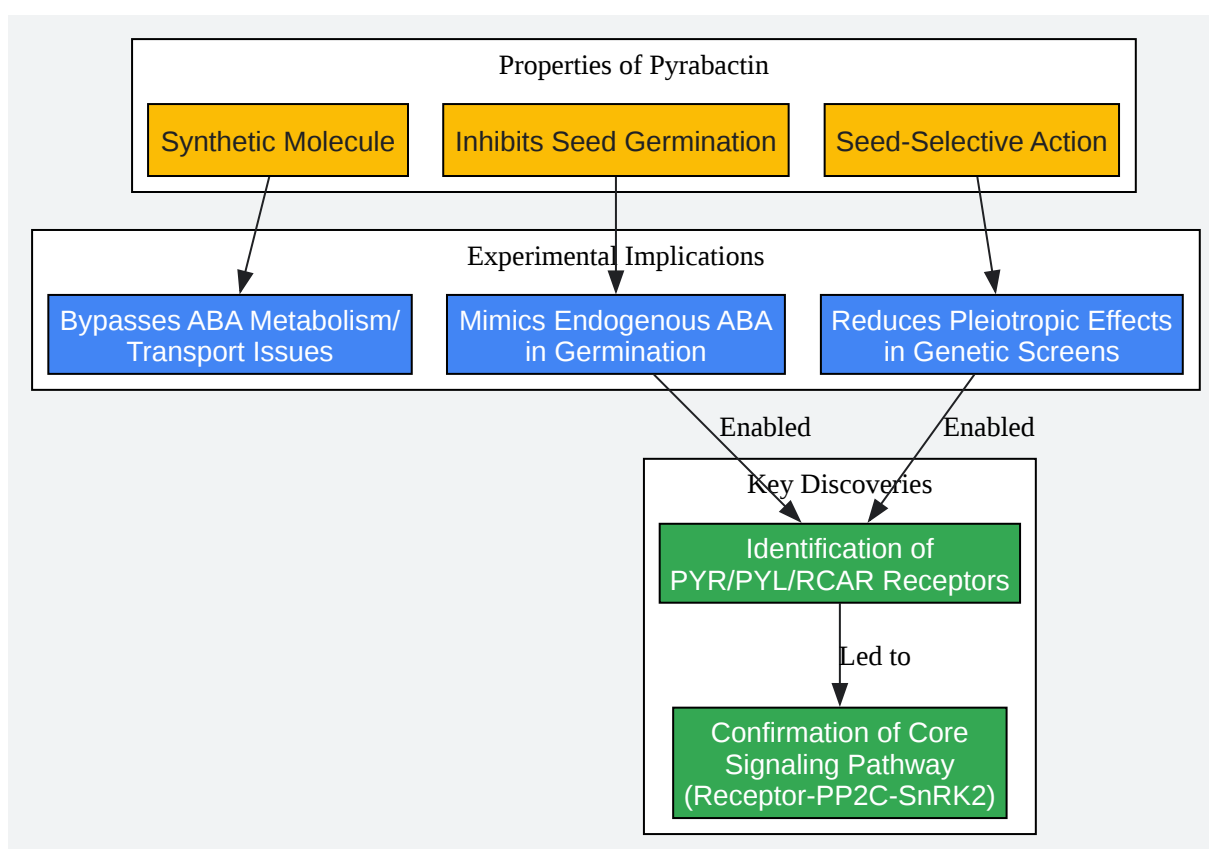 Properties of Pyrabactin
Synthetic Molecule
Inhibits Seed Germination
Seed-Selective Action
Experimental Implications
Bypasses ABA Metabolism/
Transport Issues
Mimics Endogenous ABA
in Germination
Reduces Pleiotropic Effects
in Genetic Screens
Enabled
Enabled
Key Discoveries
Identification of
PYR/PYL/RCAR Receptors
Led to
Confirmation of Core
Signaling Pathway
(Receptor-PP2C-SnRK2)